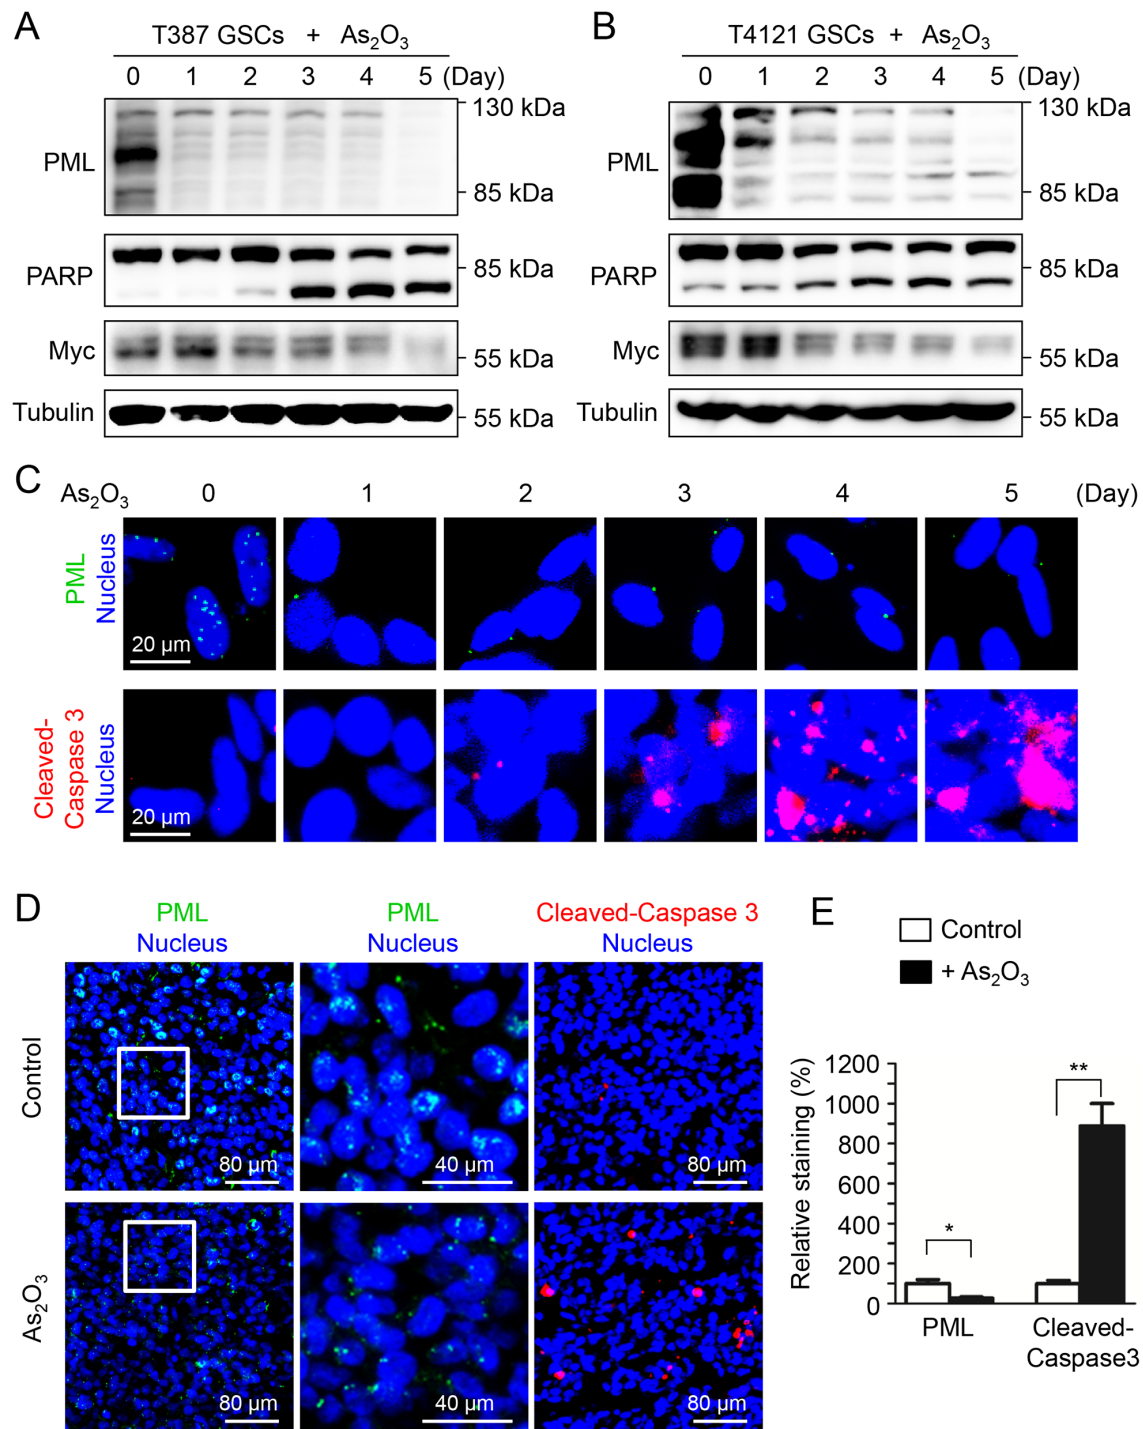 A
T387 GSCs + As₂O₃
0 1 2 3 4 5 (Day)
PML
130 kDa
85 kDa
PARP
85 kDa
Myc
55 kDa
Tubulin
55 kDa
B
T4121 GSCs + As₂O₃
0 1 2 3 4 5 (Day)
PML
130 kDa
85 kDa
PARP
85 kDa
Myc
55 kDa
Tubulin
55 kDa
C
As₂O₃ 0 1 2 3 4 5 (Day)
PML
Nucleus
20 µm
Cleaved-
Caspase 3
Nucleus
20 µm
D
PML
Nucleus
PML
Nucleus
Cleaved-Caspase 3
Nucleus
Control
80 µm
40 µm
80 µm
As₂O₃
80 µm
40 µm
80 µm
E
Control
+ As₂O₃
Relative staining (%)
1200
1000
800
600
400
200
0
*
**
PML
Cleaved-
Caspase3